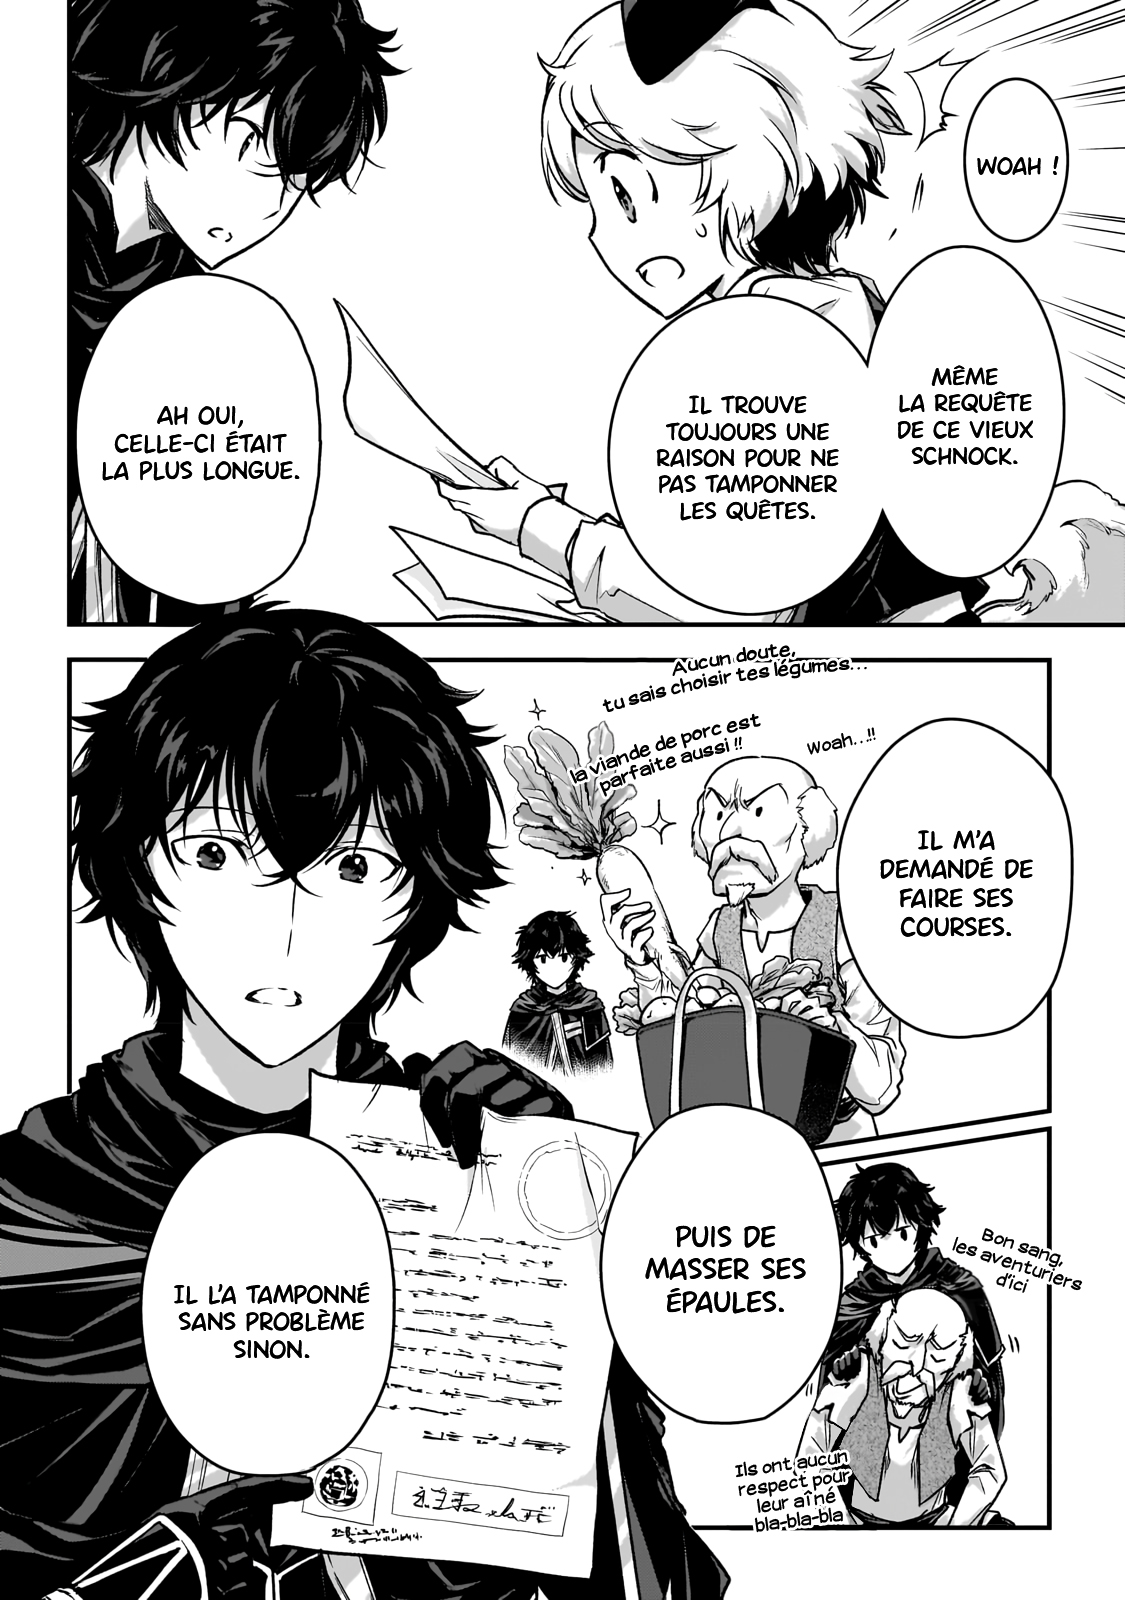 WOAH !
MÊME
LA REQUÊTE
DE CE VIEUX
SCHNOCK.
IL TROUVE
TOUJOURS UNE
RAISON POUR NE
PAS TAMPONNER
LES QUÊTES.
AH OUI,
CELLE-CI ÉTAIT
LA PLUS LONGUE.
IL M'A
DEMANDÉ DE
FAIRE SES
COURSES.
Woah...!!
Aucun doute,
tu sais choisir tes légumes...
la viande de porc est
parfaite aussi !!
Bon sang,
les aventuriers
d'ici
Ils ont aucun
respect pour
leur aîné
bla-bla-bla
PUIS DE
MASSER SES
ÉPAULES.
IL L'A TAMPONNÉ
SANS PROBLÈME
SINON.